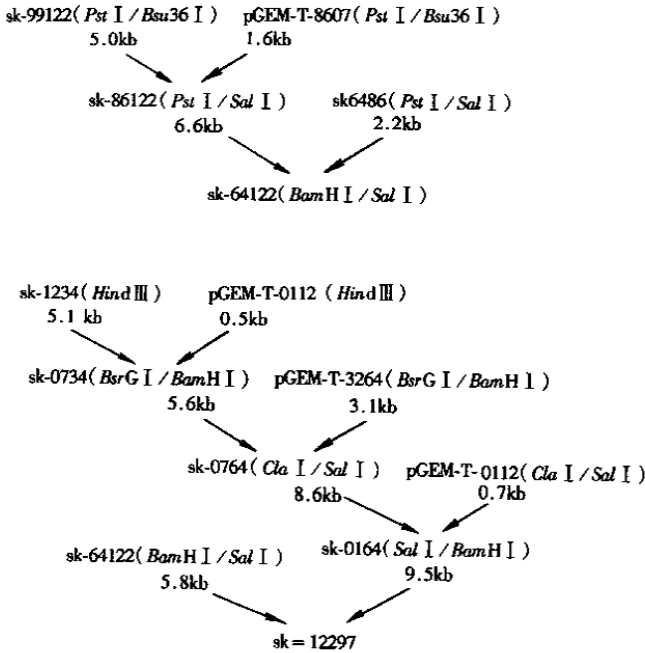 sk-99122(Pst Ⅰ/Bsu36 Ⅰ) pGEM-T-8607(Pst Ⅰ/Bsu36 Ⅰ)
5.0kb 1.6kb
sk-86122(Pst Ⅰ/Sal Ⅰ) sk6486(Pst Ⅰ/Sal Ⅰ)
6.6kb 2.2kb
sk-64122(BamH Ⅰ/Sal Ⅰ)
sk-1234(Hind Ⅲ) pGEM-T-0112 (Hind Ⅲ)
5.1 kb 0.5kb
sk-0734(BsrG Ⅰ/BamH Ⅰ) pGEM-T-3264(BsrG Ⅰ/BamH 1)
5.6kb 3.1kb
sk-0764(Cla Ⅰ/Sal Ⅰ) pGEM-T-0112(Cla Ⅰ/Sal Ⅰ)
8.6kb 0.7kb
sk-64122(BamH Ⅰ/Sal Ⅰ) sk-0164(Sal Ⅰ/BamH Ⅰ)
5.8kb 9.5kb
sk=12297